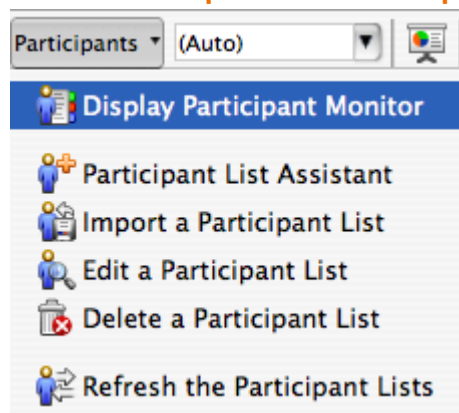 Participants (Auto)
Display Participant Monitor
Participant List Assistant
Import a Participant List
Edit a Participant List
Delete a Participant List
Refresh the Participant Lists